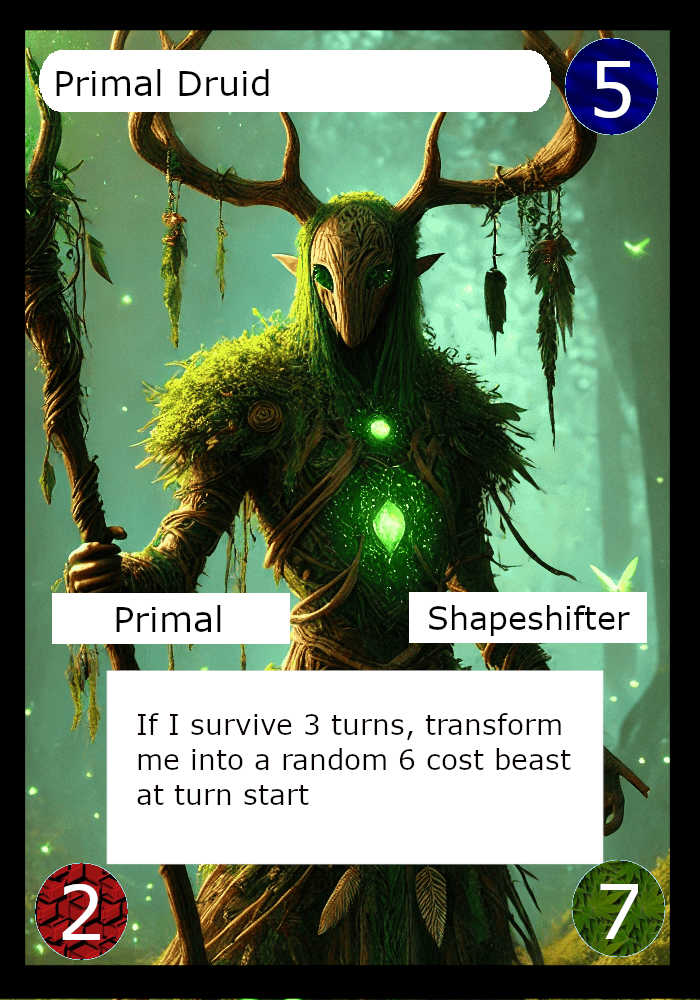 Primal Druid
5
Primal
Shapeshifter
If I survive 3 turns, transform
me into a random 6 cost beast
at turn start
2
7